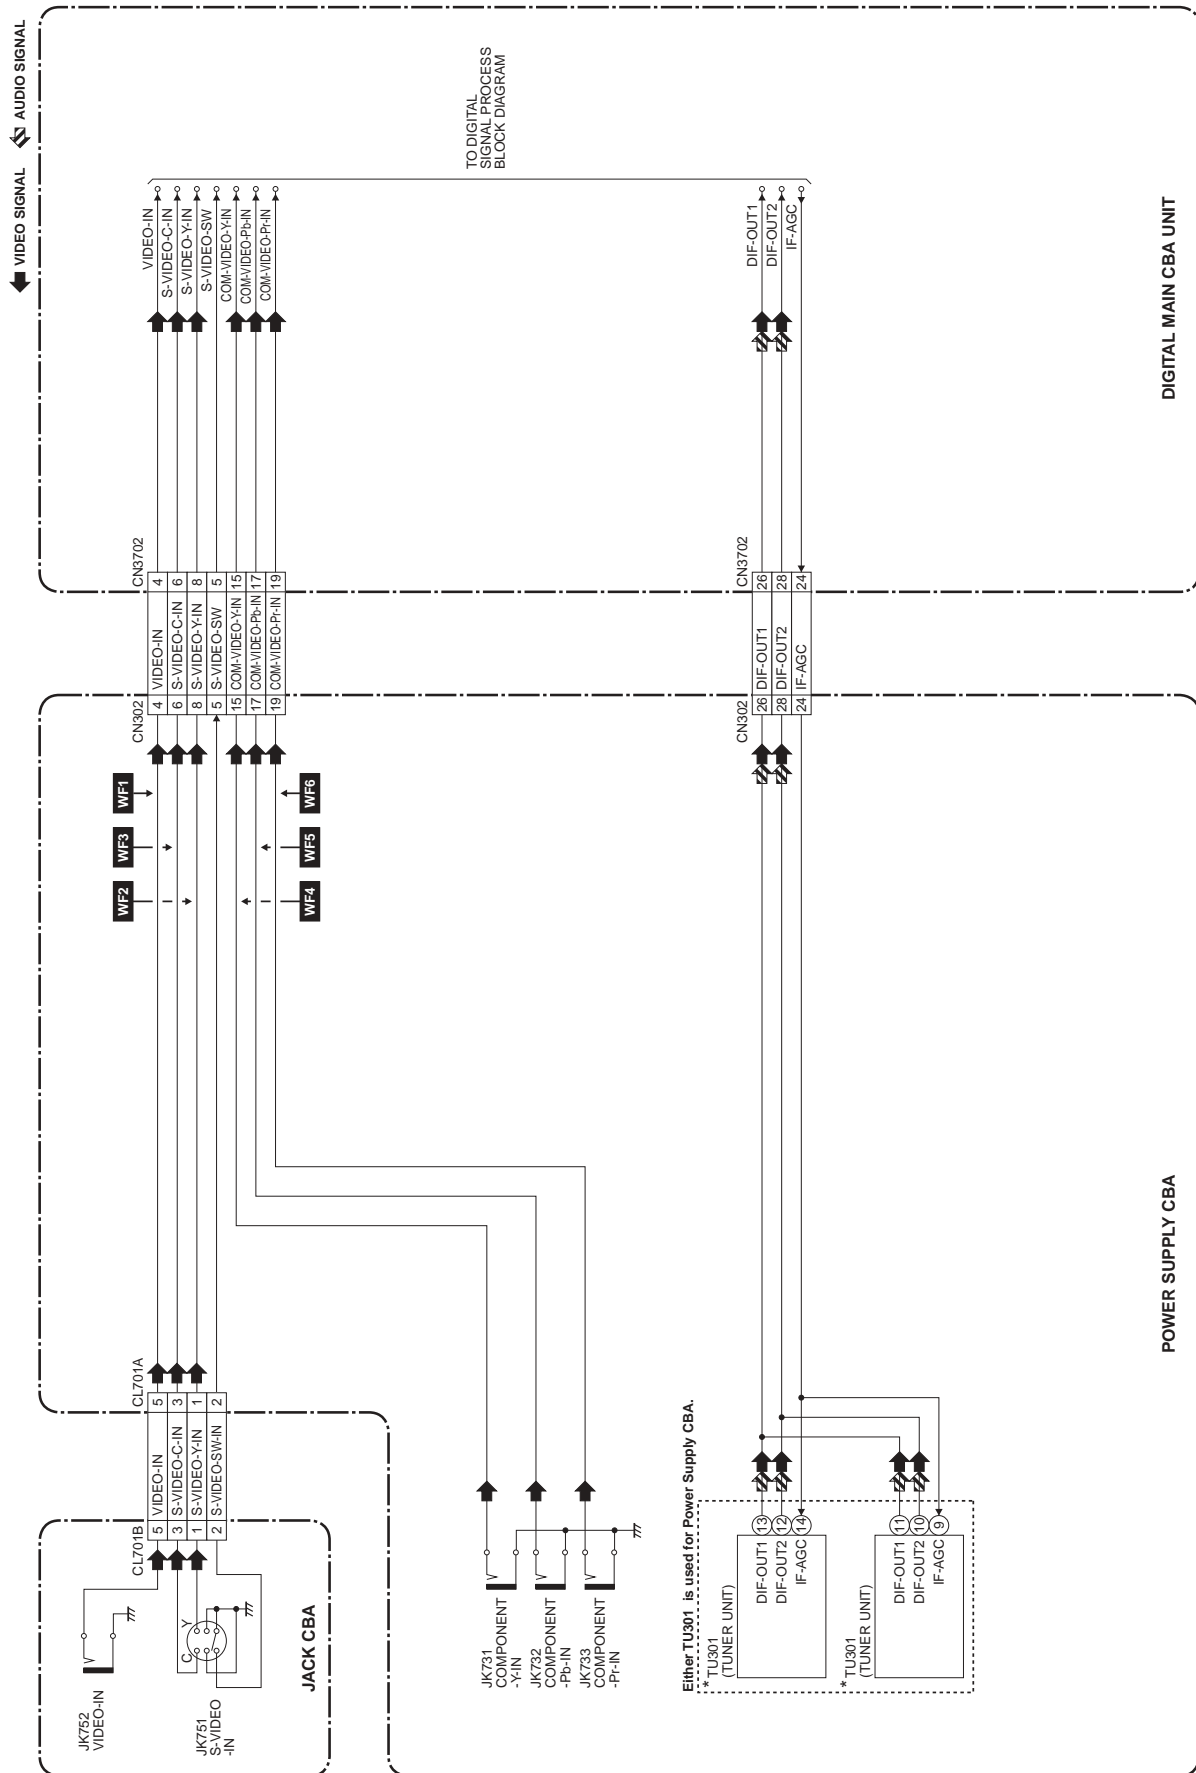 VIDEO SIGNAL
AUDIO SIGNAL
JK752
VIDEO-IN
JK751
S-VIDEO
-IN
C
Y
JACK CBA
CL701B
5
3
1
2
VIDEO-IN
S-VIDEO-C-IN
S-VIDEO-Y-IN
S-VIDEO-SW-IN
CL701A
5
3
1
2
WF2
WF3
WF1
WF4
WF5
WF6
CN302
4
6
8
5
15
17
19
VIDEO-IN
S-VIDEO-C-IN
S-VIDEO-Y-IN
S-VIDEO-SW
COM-VIDEO-Y-IN
COM-VIDEO-Pb-IN
COM-VIDEO-Pr-IN
CN3702
4
6
8
5
15
17
19
VIDEO-IN
S-VIDEO-C-IN
S-VIDEO-Y-IN
S-VIDEO-SW
COM-VIDEO-Y-IN
COM-VIDEO-Pb-IN
COM-VIDEO-Pr-IN
TO DIGITAL
SIGNAL PROCESS
BLOCK DIAGRAM
JK731
COMPONENT
-Y-IN
V
JK732
COMPONENT
-Pb-IN
V
JK733
COMPONENT
-Pr-IN
V
V
Either TU301 is used for Power Supply CBA.
* TU301
(TUNER UNIT)
DIF-OUT1
13
DIF-OUT2
12
IF-AGC
14
* TU301
(TUNER UNIT)
DIF-OUT1
11
DIF-OUT2
10
IF-AGC
9
CN302
26
28
24
DIF-OUT1
DIF-OUT2
IF-AGC
CN3702
26
28
24
DIF-OUT1
DIF-OUT2
IF-AGC
POWER SUPPLY CBA
DIGITAL MAIN CBA UNIT